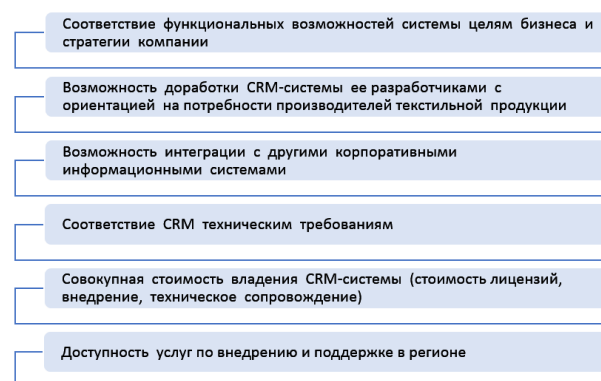 Соответствие функциональных возможностей системы целям бизнеса и
стратегии компании
Возможность доработки CRM-системы ее разработчиками с
ориентацией на потребности производителей текстильной продукции
Возможность интеграции с другими корпоративными
информационными системами
Соответствие CRM техническим требованиям
Совокупная стоимость владения CRM-системы (стоимость лицензий,
внедрение, техническое сопровождение)
Доступность услуг по внедрению и поддержке в регионе